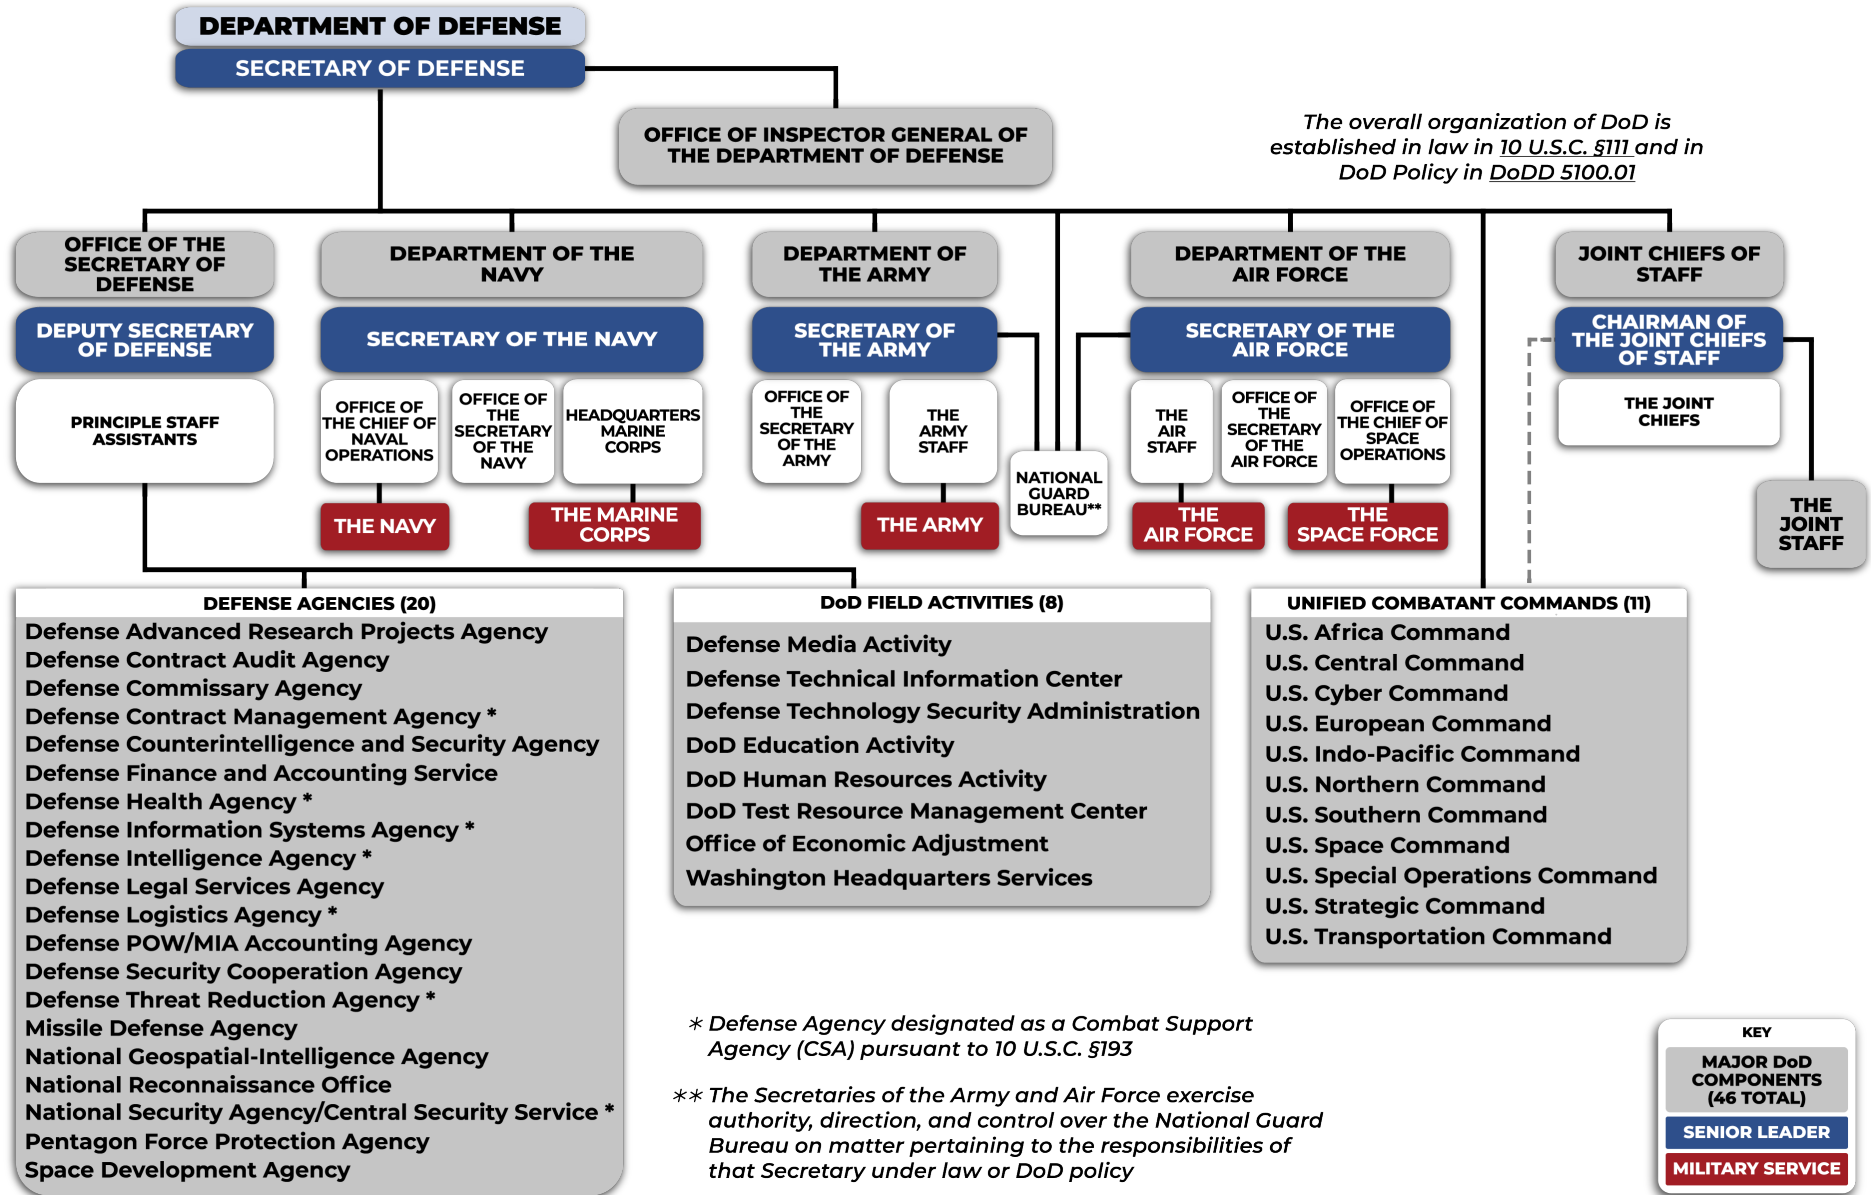 DEPARTMENT OF DEFENSE
SECRETARY OF DEFENSE
OFFICE OF INSPECTOR GENERAL OF
THE DEPARTMENT OF DEFENSE
The overall organization of DoD is
established in law in 10 U.S.C. §111 and in
DoD Policy in DoDD 5100.01
OFFICE OF THE
SECRETARY OF
DEFENSE
DEPUTY SECRETARY
OF DEFENSE
PRINCIPLE STAFF
ASSISTANTS
DEPARTMENT OF THE
NAVY
SECRETARY OF THE NAVY
OFFICE OF
THE CHIEF OF
NAVAL
OPERATIONS
OFFICE OF
THE
SECRETARY
OF THE
NAVY
HEADQUARTERS
MARINE
CORPS
THE NAVY
THE MARINE
CORPS
DEPARTMENT OF
THE ARMY
SECRETARY OF
THE ARMY
OFFICE OF
THE
SECRETARY
OF THE
ARMY
THE
ARMY
STAFF
THE ARMY
NATIONAL
GUARD
BUREAU**
DEPARTMENT OF THE
AIR FORCE
SECRETARY OF THE
AIR FORCE
THE
AIR
STAFF
OFFICE OF
THE
SECRETARY
OF THE
AIR FORCE
OFFICE OF
THE CHIEF OF
SPACE
OPERATIONS
THE
AIR FORCE
THE
SPACE FORCE
JOINT CHIEFS OF
STAFF
CHAIRMAN OF
THE JOINT CHIEFS
OF STAFF
THE JOINT
CHIEFS
THE
JOINT
STAFF
DEFENSE AGENCIES (20)
Defense Advanced Research Projects Agency
Defense Contract Audit Agency
Defense Commissary Agency
Defense Contract Management Agency *
Defense Counterintelligence and Security Agency
Defense Finance and Accounting Service
Defense Health Agency *
Defense Information Systems Agency *
Defense Intelligence Agency *
Defense Legal Services Agency
Defense Logistics Agency *
Defense POW/MIA Accounting Agency
Defense Security Cooperation Agency
Defense Threat Reduction Agency *
Missile Defense Agency
National Geospatial-Intelligence Agency
National Reconnaissance Office
National Security Agency/Central Security Service *
Pentagon Force Protection Agency
Space Development Agency
DoD FIELD ACTIVITIES (8)
Defense Media Activity
Defense Technical Information Center
Defense Technology Security Administration
DoD Education Activity
DoD Human Resources Activity
DoD Test Resource Management Center
Office of Economic Adjustment
Washington Headquarters Services
UNIFIED COMBATANT COMMANDS (11)
U.S. Africa Command
U.S. Central Command
U.S. Cyber Command
U.S. European Command
U.S. Indo-Pacific Command
U.S. Northern Command
U.S. Southern Command
U.S. Space Command
U.S. Special Operations Command
U.S. Strategic Command
U.S. Transportation Command
* Defense Agency designated as a Combat Support
Agency (CSA) pursuant to 10 U.S.C. §193
** The Secretaries of the Army and Air Force exercise
authority, direction, and control over the National Guard
Bureau on matter pertaining to the responsibilities of
that Secretary under law or DoD policy
KEY
MAJOR DoD
COMPONENTS
(46 TOTAL)
SENIOR LEADER
MILITARY SERVICE